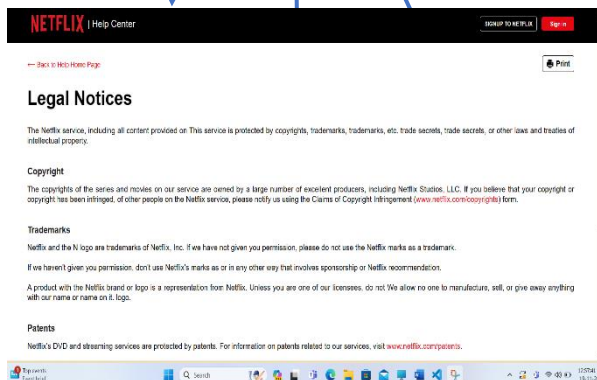 NETFLIX | Help Center
SIGNUP TO NETFLIX
Sign in
← Back to Help Home Page
Print
Legal Notices
The Netflix service, including all content provided on This service is protected by copyrights, trademarks, trademarks, etc. trade secrets, trade secrets, or other laws and treaties of
intellectual property.
Copyright
The copyrights of the series and movies on our service are owned by a large number of excellent producers, including Netflix Studios, LLC. If you believe that your copyright or
copyright has been infringed, of other people on the Netflix service, please notify us using the Claims of Copyright Infringement (www.netflix.com/copyrights) form.
Trademarks
Netflix and the N logo are trademarks of Netflix, Inc. If we have not given you permission, please do not use the Netflix marks as a trademark.
If we haven't given you permission, don't use Netflix's marks as or in any other way that involves sponsorship or Netflix recommendation.
A product with the Netflix brand or logo is a representation from Netflix. Unless you are one of our licensees, do not We allow no one to manufacture, sell, or give away anything
with our name or name on it. logo.
Patents
Netflix's DVD and streaming services are protected by patents. For information on patents related to our services, visit www.netflix.com/patents.
Search